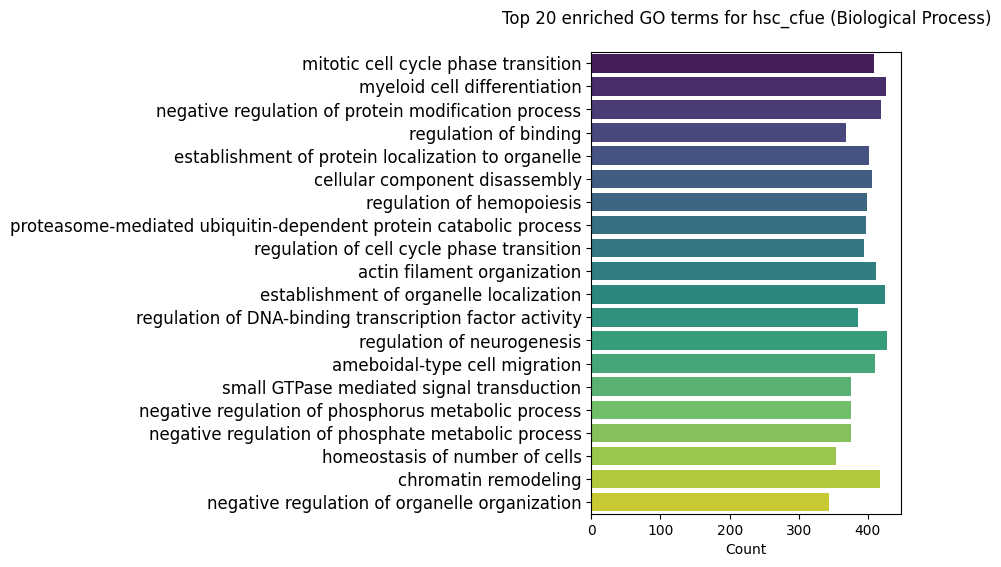 Top 20 enriched GO terms for hsc_cfue (Biological Process)
mitotic cell cycle phase transition
myeloid cell differentiation
negative regulation of protein modification process
regulation of binding
establishment of protein localization to organelle
cellular component disassembly
regulation of hemopoiesis
proteasome-mediated ubiquitin-dependent protein catabolic process
regulation of cell cycle phase transition
actin filament organization
establishment of organelle localization
regulation of DNA-binding transcription factor activity
regulation of neurogenesis
ameboidal-type cell migration
small GTPase mediated signal transduction
negative regulation of phosphorus metabolic process
negative regulation of phosphate metabolic process
homeostasis of number of cells
chromatin remodeling
negative regulation of organelle organization
0 100 200 300 400
Count